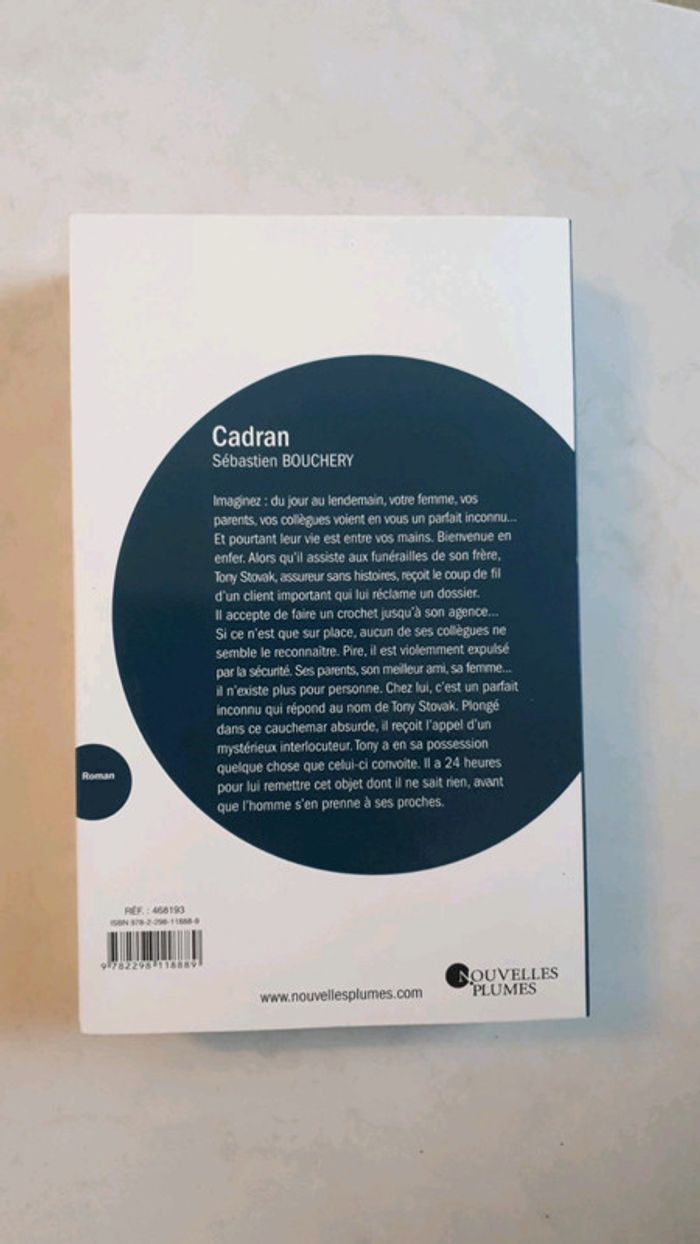 Cadran
Sébastien BOUCHERY
Imaginez : du jour au lendemain, votre femme, vos
parents, vos collègues voient en vous un parfait inconnu...
Et pourtant leur vie est entre vos mains. Bienvenue en
enfer. Alors qu'il assiste aux funérailles de son frère,
Tony Stovak, assureur sans histoires, reçoit le coup de fil
d'un client important qui lui réclame un dossier.
Il accepte de faire un crochet jusqu'à son agence...
Si ce n'est que sur place, aucun de ses collègues ne
semble le reconnaître. Pire, il est violemment expulsé
par la sécurité. Ses parents, son meilleur ami, sa femme...
il n'existe plus pour personne. Chez lui, c'est un parfait
inconnu qui répond au nom de Tony Stovak. Plongé
dans ce cauchemar absurde, il reçoit l'appel d'un
mystérieux interlocuteur. Tony a en sa possession
quelque chose que celui-ci convoite. Il a 24 heures
pour lui remettre cet objet dont il ne sait rien, avant
que l'homme s'en prenne à ses proches.
Roman
RÉF. : 468193
ISBN 978-2-298-11888-9
9 782298 118889
www.nouvellesplumes.com
NOUVELLES
PLUMES